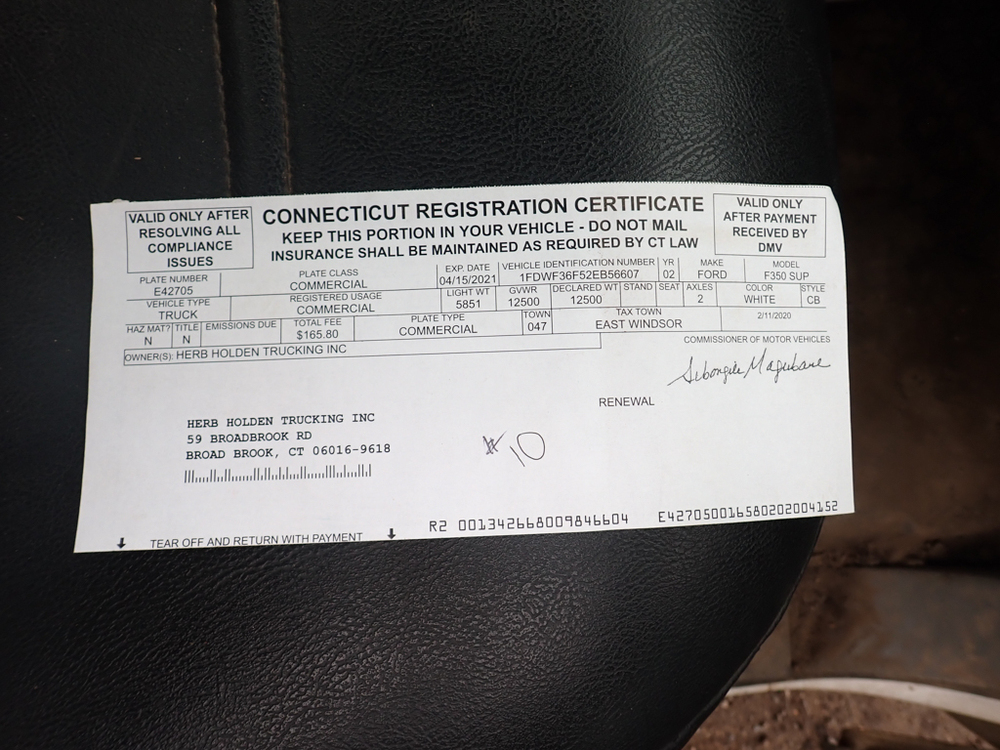 VALID ONLY AFTER
RESOLVING ALL
COMPLIANCE
ISSUES
CONNECTICUT REGISTRATION CERTIFICATE
KEEP THIS PORTION IN YOUR VEHICLE - DO NOT MAIL
INSURANCE SHALL BE MAINTAINED AS REQUIRED BY CT LAW
VALID ONLY
AFTER PAYMENT
RECEIVED BY
DMV
PLATE NUMBER PLATE CLASS EXP. DATE VEHICLE IDENTIFICATION NUMBER YR MAKE MODEL
E42705 COMMERCIAL 04/15/2021 1FDWF36F52EB56607 02 FORD F350 SUP
VEHICLE TYPE REGISTERED USAGE LIGHT WT GVWR DECLARED WT STAND SEAT AXLES COLOR STYLE
TRUCK COMMERCIAL 5851 12500 12500 2 WHITE CB
HAZ MAT? TITLE EMISSIONS DUE TOTAL FEE PLATE TYPE TOWN TAX TOWN 2/11/2020
N N $165.80 COMMERCIAL 047 EAST WINDSOR
OWNER(S): HERB HOLDEN TRUCKING INC
COMMISSIONER OF MOTOR VEHICLES
Sibongile Magubane
RENEWAL
HERB HOLDEN TRUCKING INC
59 BROADBROOK RD
BROAD BROOK, CT 06016-9618
# 10
R2 001342668009846604 E427050016580202004152
TEAR OFF AND RETURN WITH PAYMENT